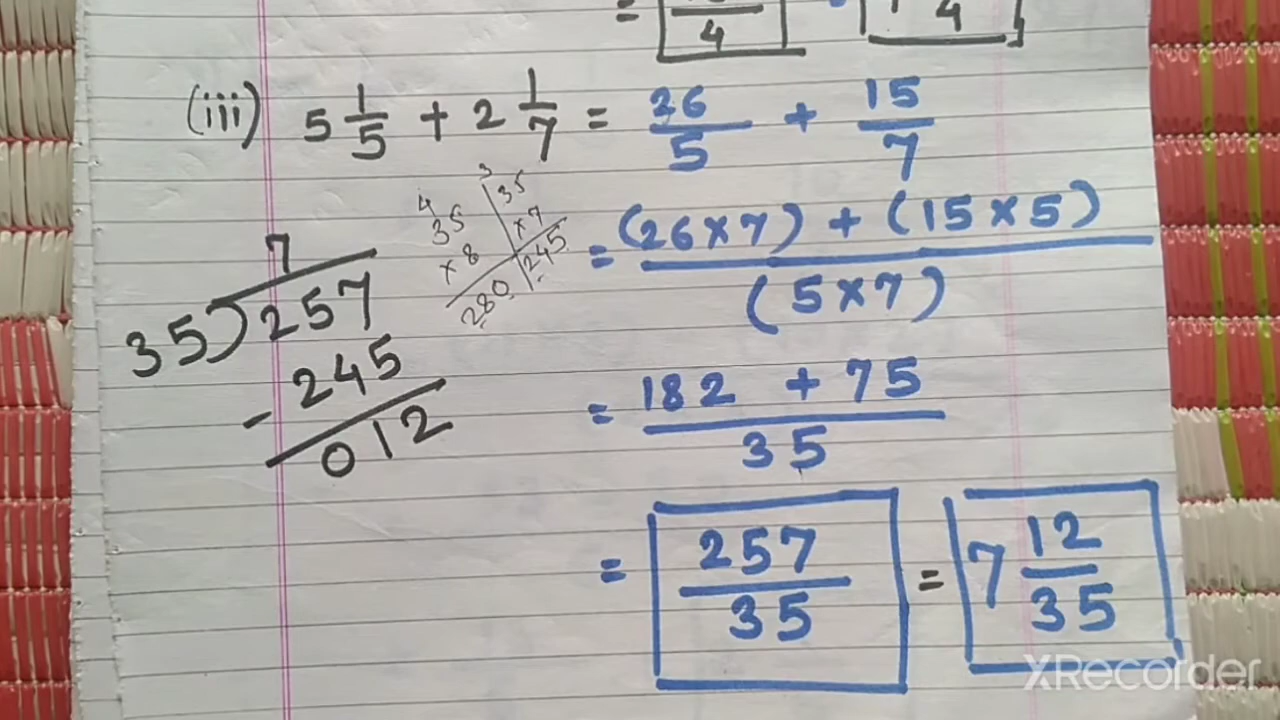 = 4 4
(iii) 5 1/5 + 2 1/7 = 26/5 + 15/7
= (26×7) + (15×5) / (5×7)
= 182 + 75 / 35
= 257/35 = 7 12/35
4
35
× 8
280
3
35
× 7
245
7
35)257
- 245
012
XRecorder